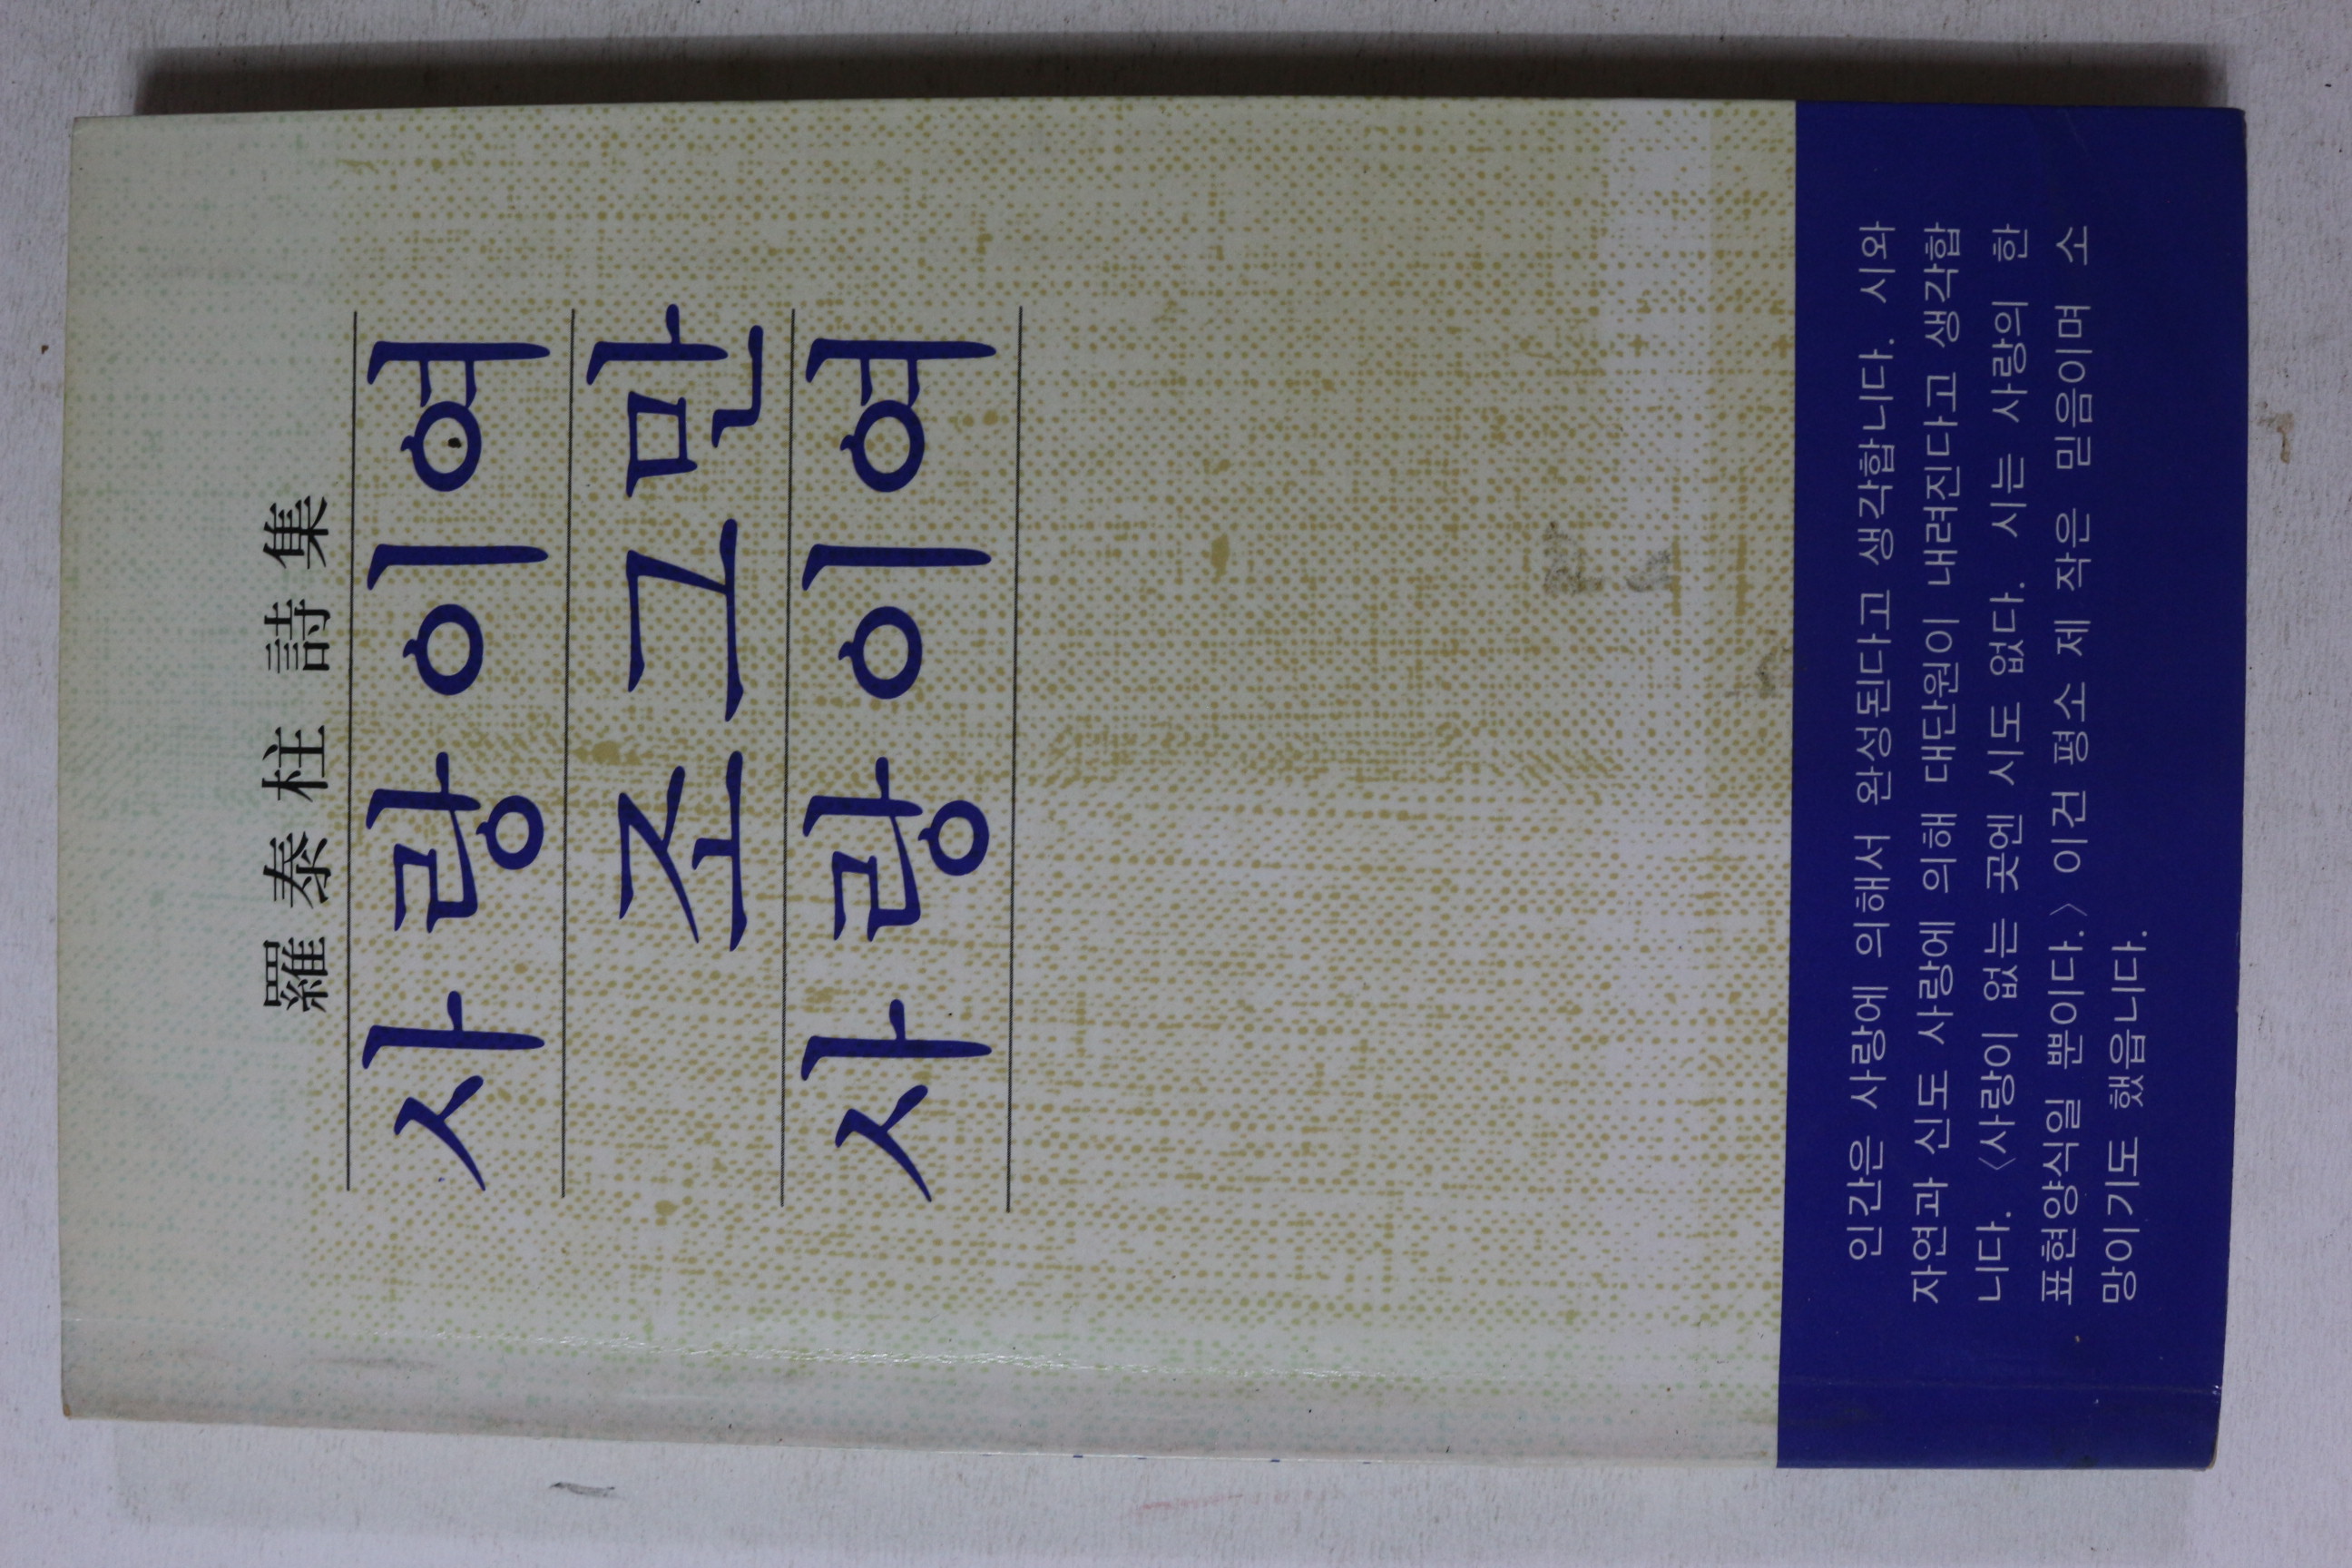 羅泰柱詩集
사랑이여
조그만
사랑이여
인간은 사랑에 의해서 완성된다고 생각합니다. 시와
자연과 신도 사랑에 의해 대단원이 내려진다고 생각합
니다. 〈사랑이 없는 곳엔 시도 없다. 시는 사랑의 한
표현양식일 뿐이다.〉 이건 평소 제 작은 믿음이며 소
망이기도 했읍니다.